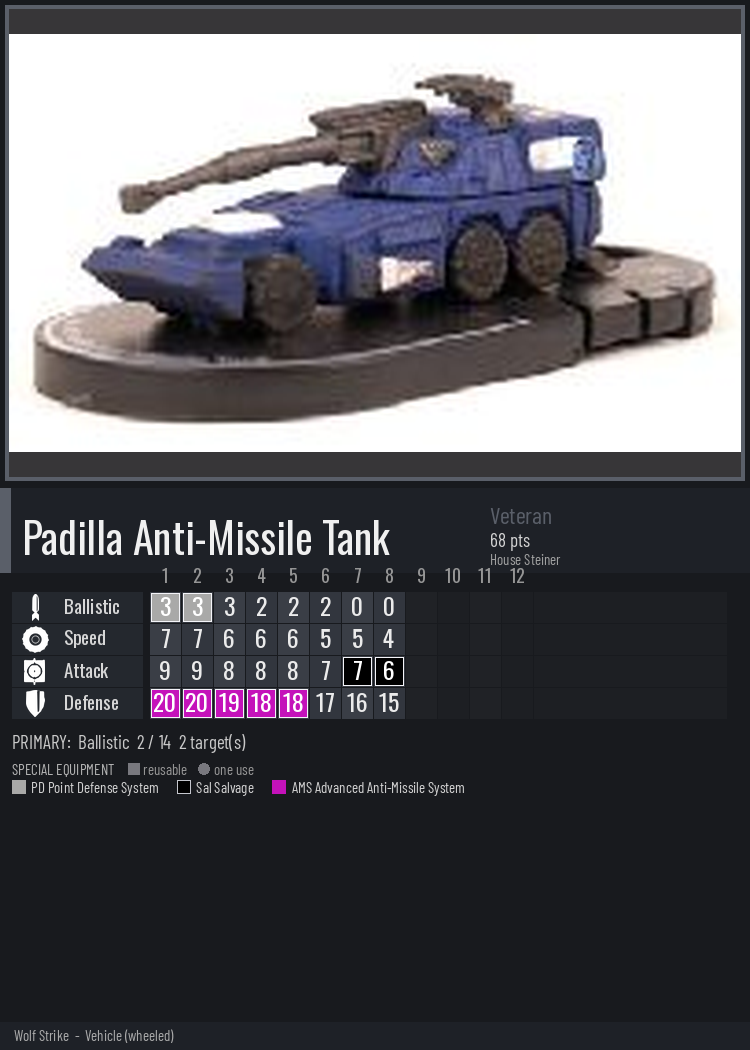 Padilla Anti-Missile Tank
Veteran
68 pts
House Steiner
1 2 3 4 5 6 7 8 9 10 11 12
Ballistic 3 3 3 2 2 2 0 0
Speed 7 7 6 6 6 5 5 4
Attack 9 9 8 8 8 7 7 6
Defense 20 20 19 18 18 17 16 15
PRIMARY: Ballistic 2 / 14 2 target(s)
SPECIAL EQUIPMENT reusable one use
PD Point Defense System Sal Salvage AMS Advanced Anti-Missile System
Wolf Strike - Vehicle (wheeled)